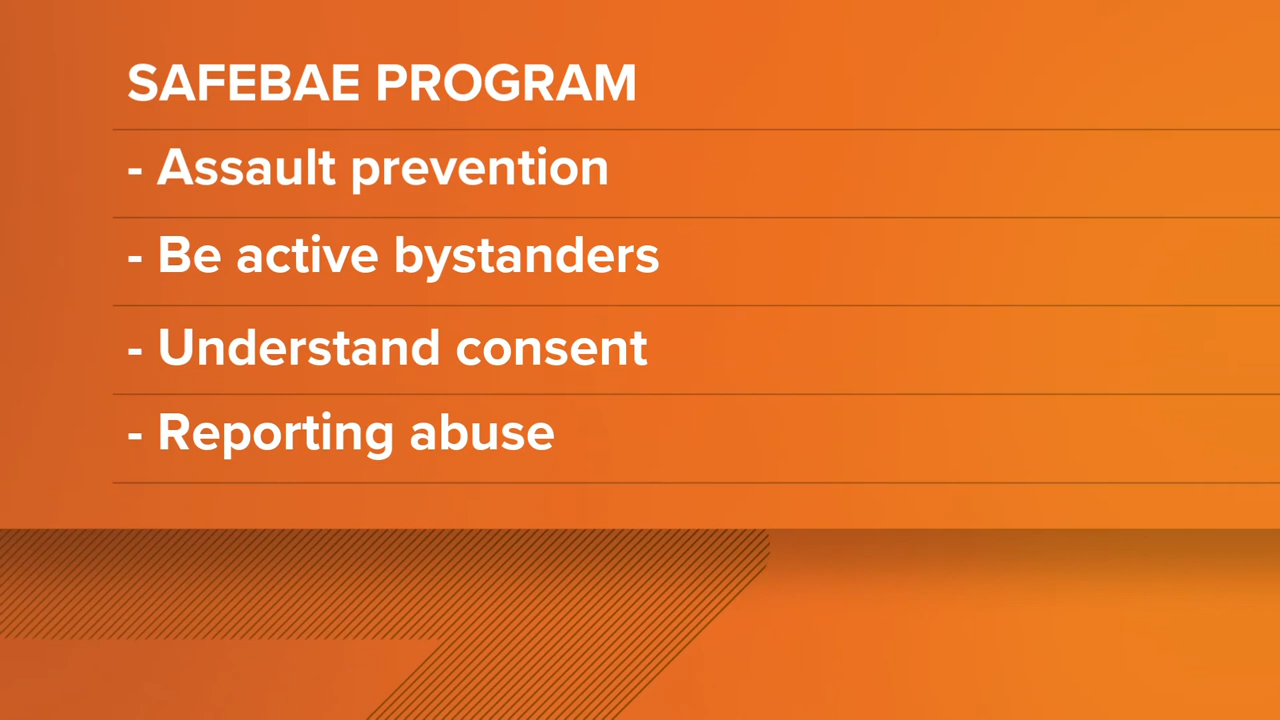 SAFEBAE PROGRAM
- Assault prevention
- Be active bystanders
- Understand consent
- Reporting abuse